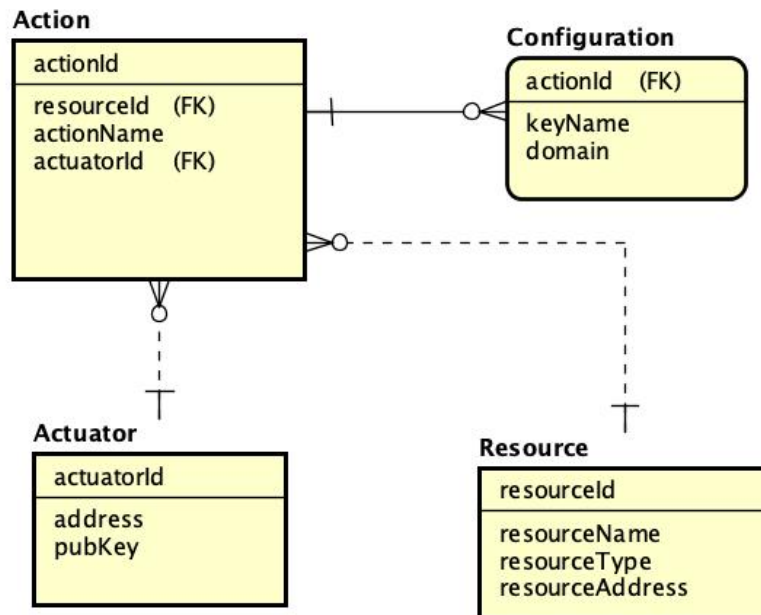 Action
actionId
resourceId (FK)
actionName
actuatorId (FK)
Configuration
actionId (FK)
keyName
domain
Actuator
actuatorId
address
pubKey
Resource
resourceId
resourceName
resourceType
resourceAddress